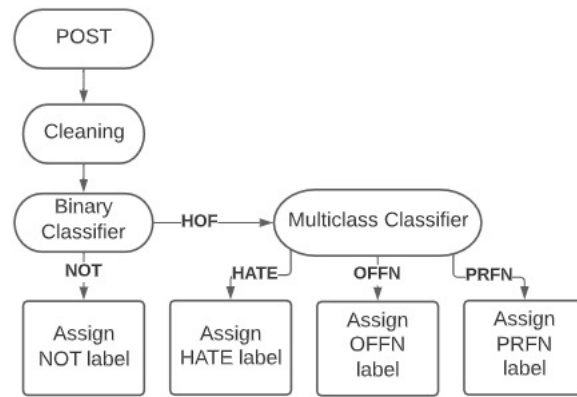 POST
Cleaning
Binary
Classifier
HOF
Multiclass Classifier
NOT
HATE
OFFN
PRFN
Assign
NOT label
Assign
HATE label
Assign
OFFN
label
Assign
PRFN
label